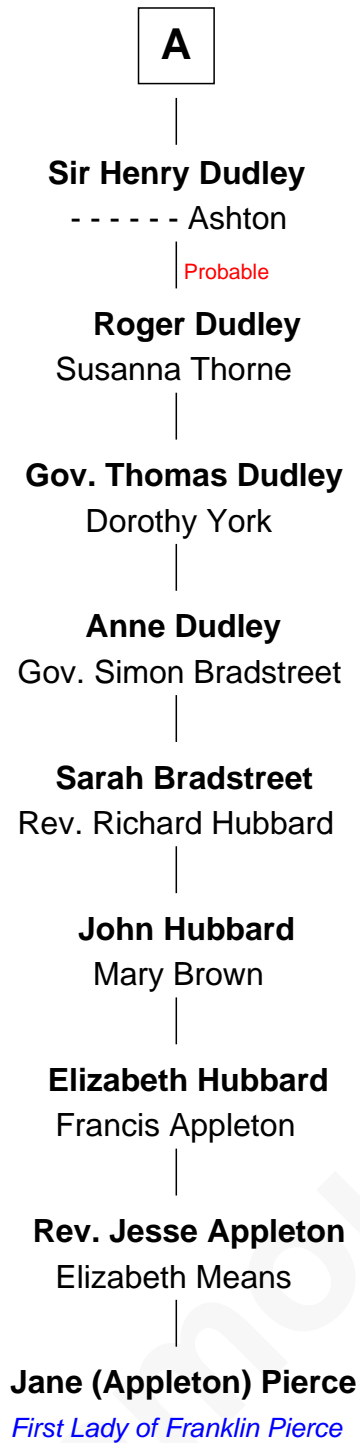 A
Sir Henry Dudley
- - - - - - Ashton
Probable
Roger Dudley
Susanna Thorne
Gov. Thomas Dudley
Dorothy York
Anne Dudley
Gov. Simon Bradstreet
Sarah Bradstreet
Rev. Richard Hubbard
John Hubbard
Mary Brown
Elizabeth Hubbard
Francis Appleton
Rev. Jesse Appleton
Elizabeth Means
Jane (Appleton) Pierce
First Lady of Franklin Pierce